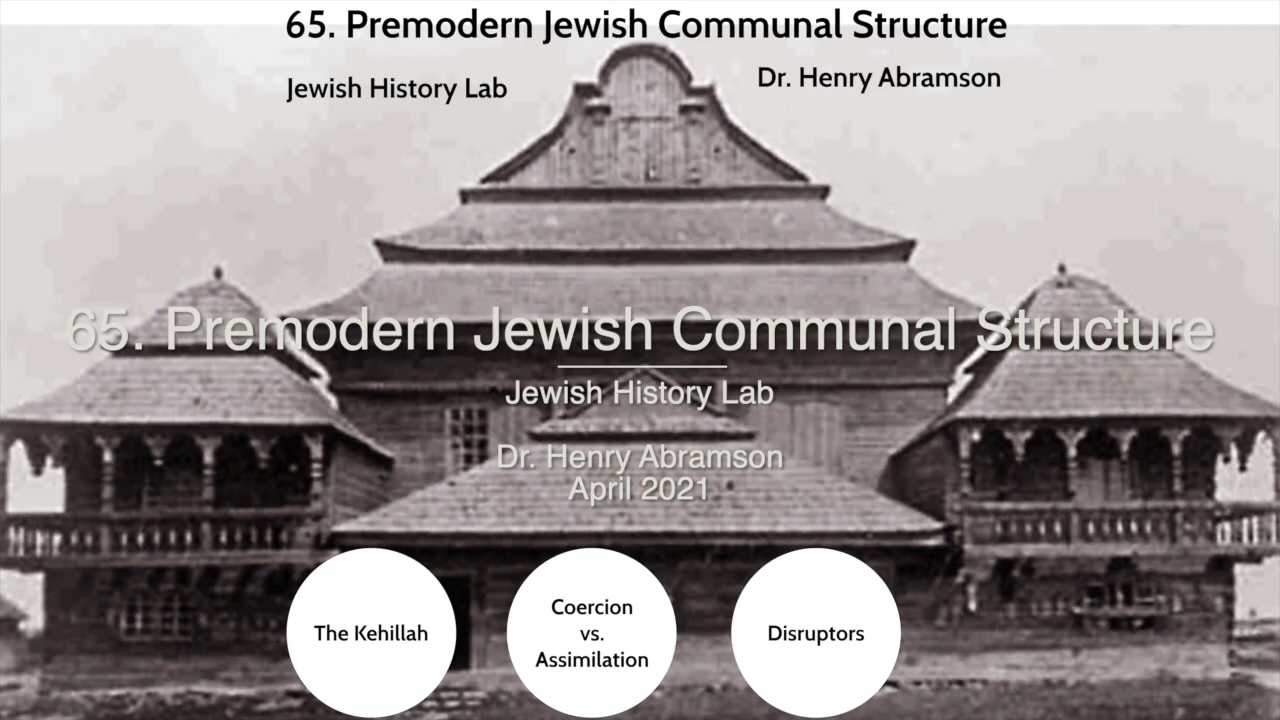 65. Premodern Jewish Communal Structure
Jewish History Lab
Dr. Henry Abramson
65. Premodern Jewish Communal Structure
Jewish History Lab
Dr. Henry Abramson
April 2021
The Kehillah
Coercion
vs.
Assimilation
Disruptors